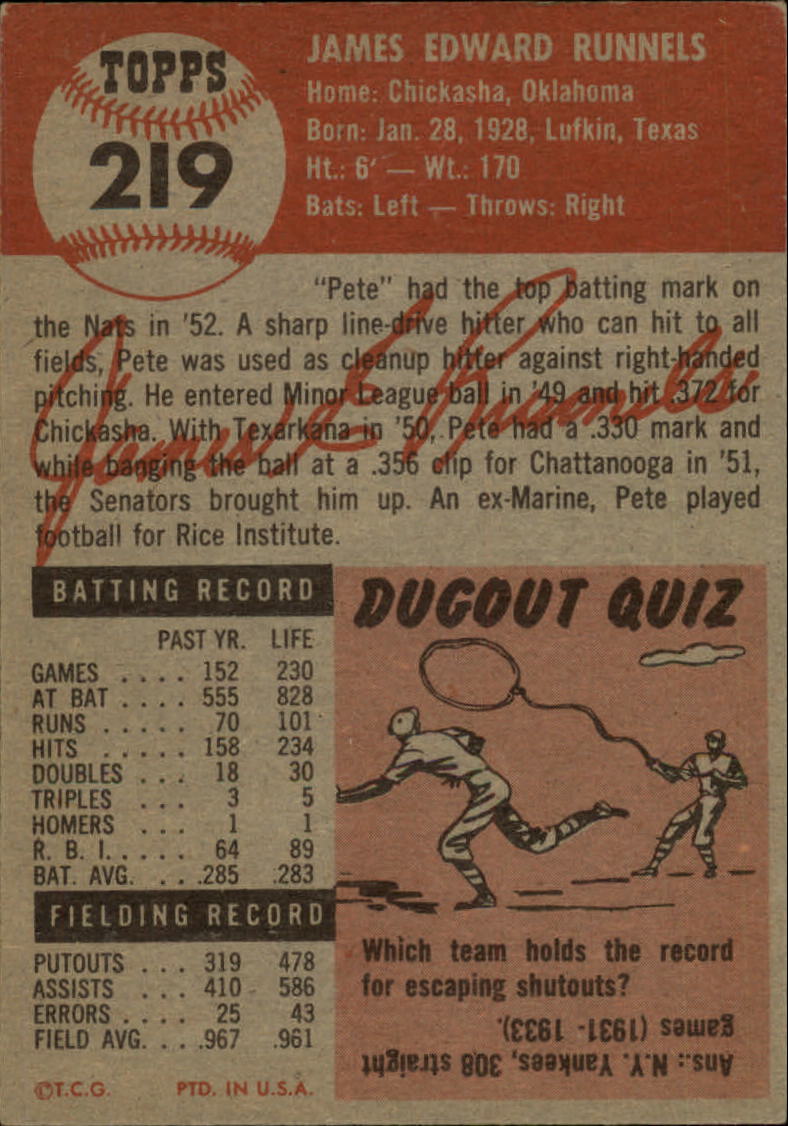 TOPPS
219
JAMES EDWARD RUNNELS
Home: Chickasha, Oklahoma
Born: Jan. 28, 1928, Lufkin, Texas
Ht.: 6' — Wt.: 170
Bats: Left — Throws: Right
"Pete" had the top batting mark on
the Nats in '52. A sharp line-drive hitter who can hit to all
fields, Pete was used as cleanup hitter against right-handed
pitching. He entered Minor League ball in '49 and hit .372 for
Chickasha. With Texarkana in '50, Pete had a .330 mark and
while banging the ball at a .356 clip for Chattanooga in '51,
the Senators brought him up. An ex-Marine, Pete played
football for Rice Institute.
James E Runnels
BATTING RECORD
PAST YR. LIFE
GAMES . . . . 152 230
AT BAT . . . . 555 828
RUNS . . . . . 70 101
HITS . . . . . 158 234
DOUBLES . . . 18 30
TRIPLES . . . 3 5
HOMERS . . . 1 1
R. B. I. . . . . . 64 89
BAT. AVG. . . . .285 .283
FIELDING RECORD
PUTOUTS . . . 319 478
ASSISTS . . . 410 586
ERRORS . . . . 25 43
FIELD AVG. . . .967 .961
©T.C.G. PTD. IN U.S.A.
DUGOUT QUIZ
Which team holds the record
for escaping shutouts?
Ans.: N.Y. Yankees, 308 straight
games (1931- 1933).